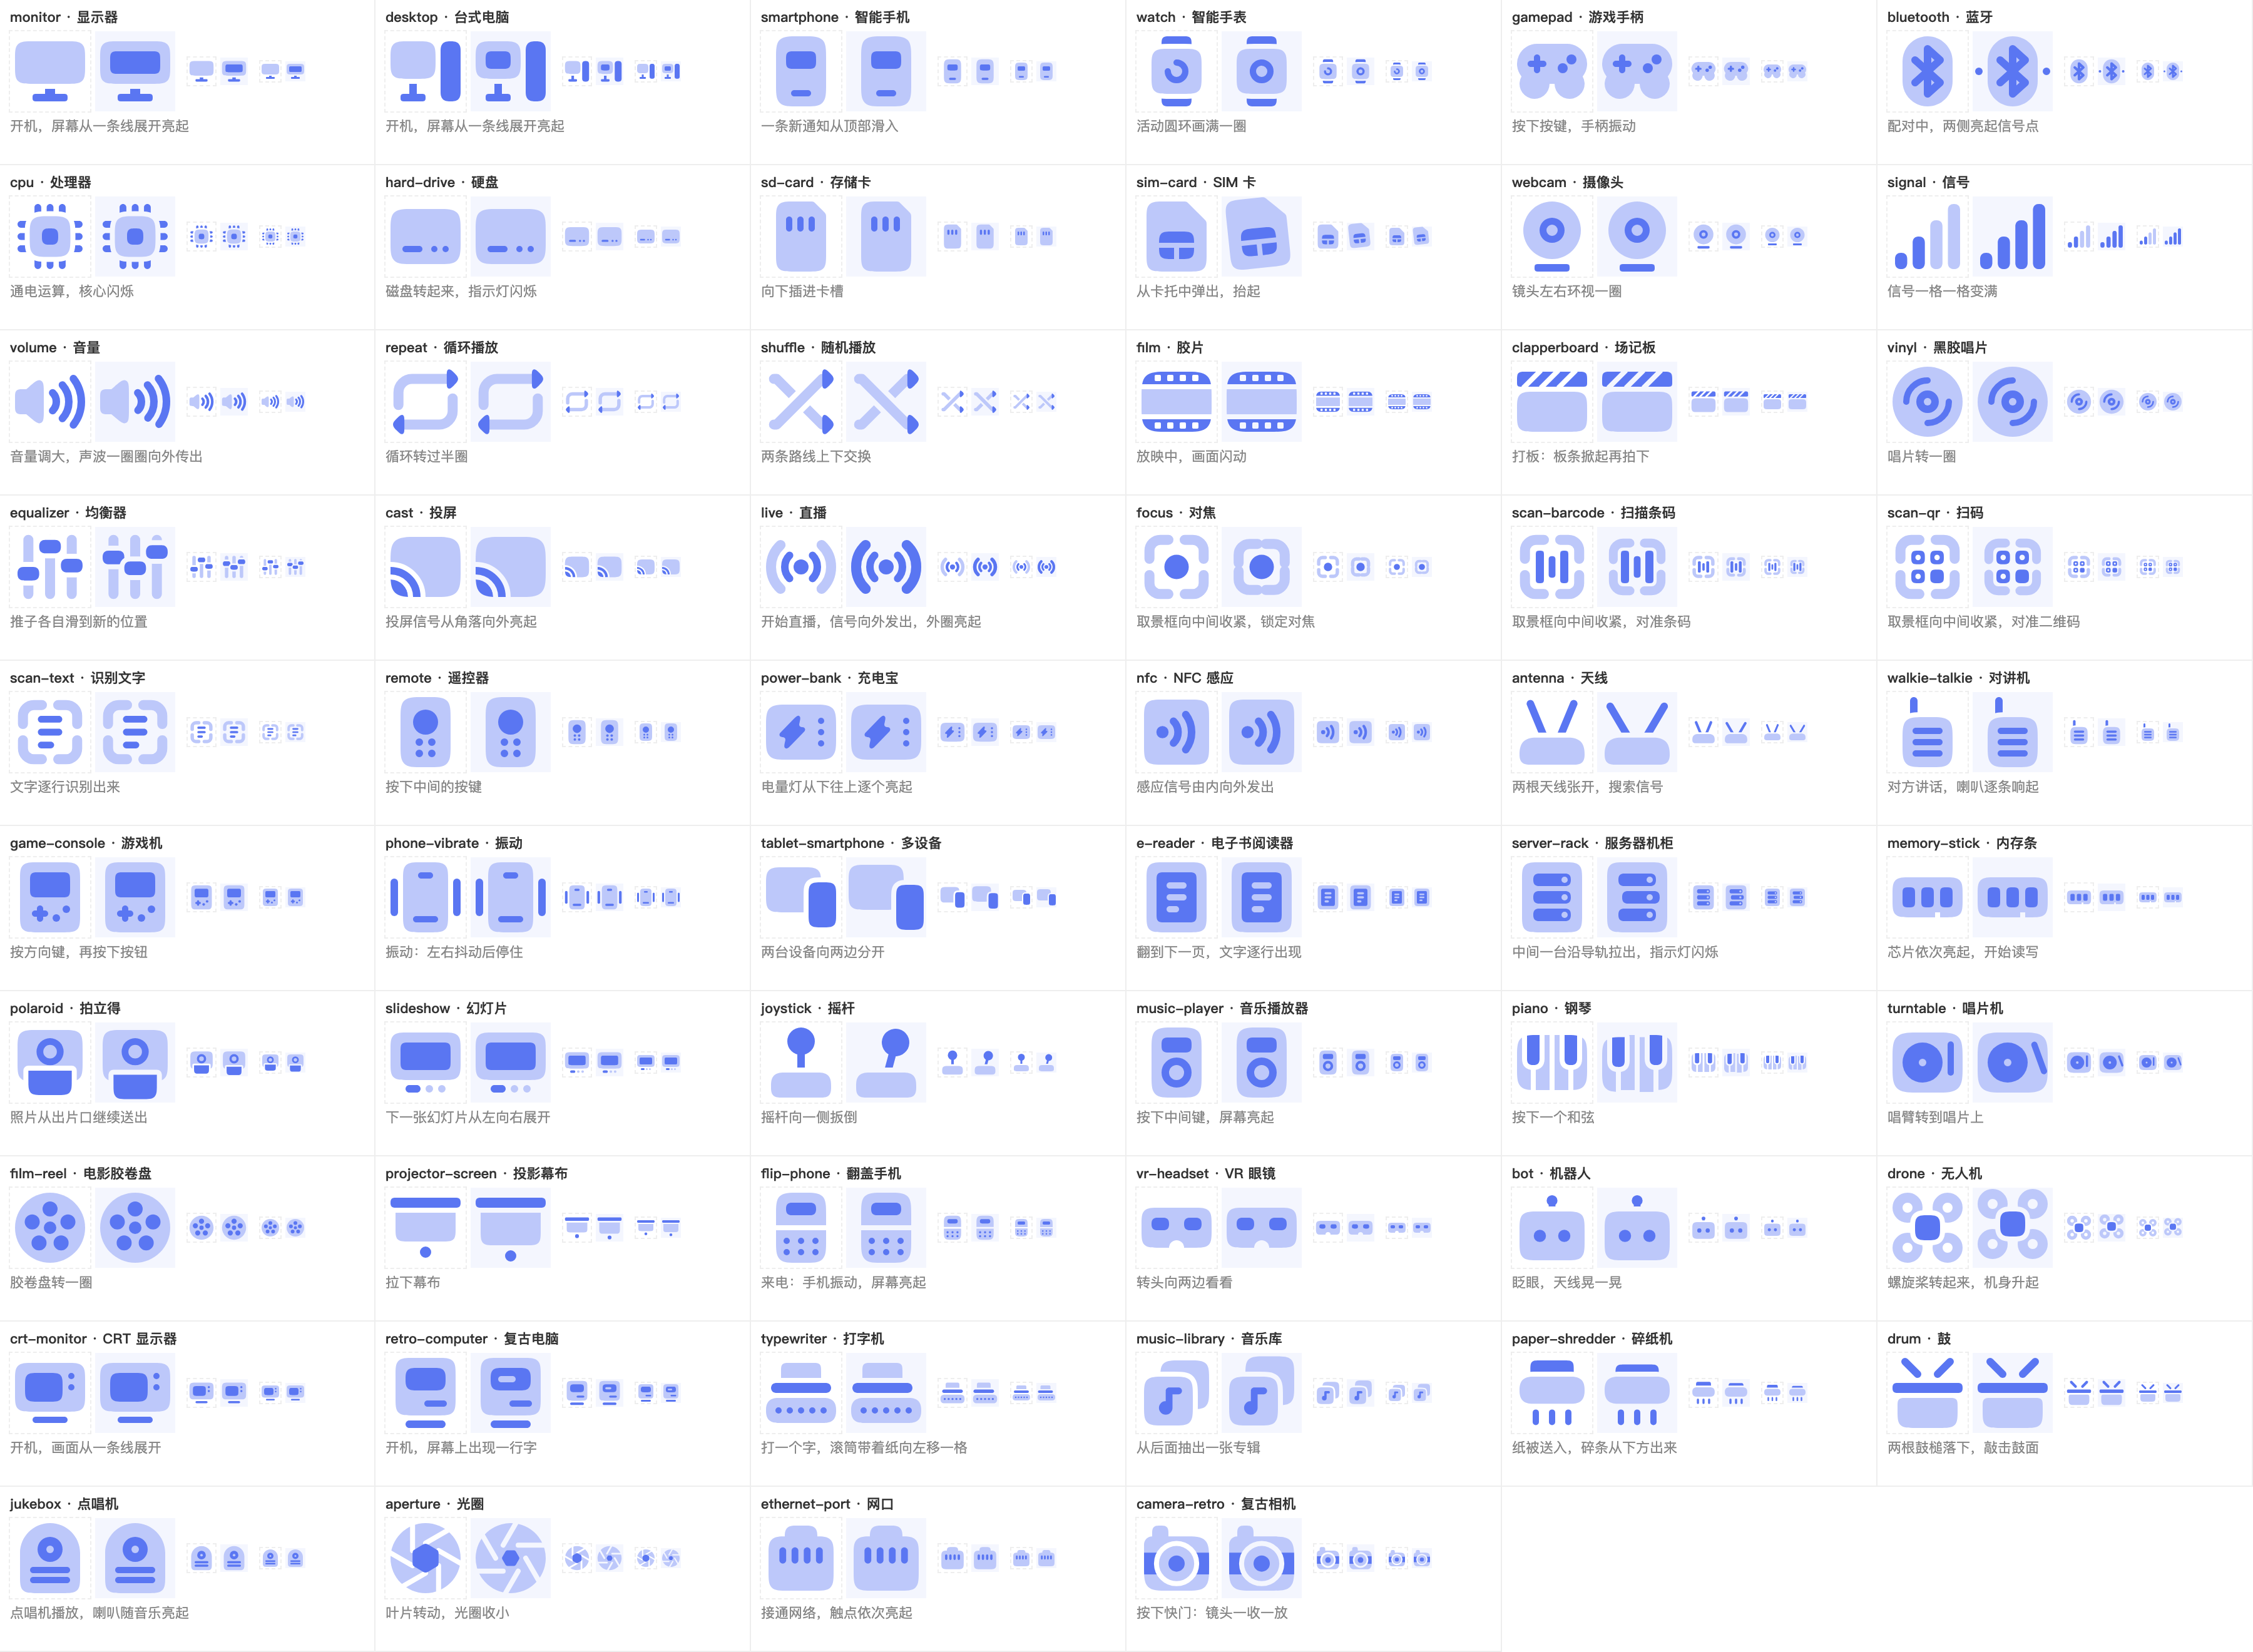 monitor · 显示器
desktop · 台式电脑
smartphone · 智能手机
watch · 智能手表
gamepad · 游戏手柄
bluetooth · 蓝牙
开机，屏幕从一条线展开亮起
开机，屏幕从一条线展开亮起
一条新通知从顶部滑入
活动圆环画满一圈
按下按键，手柄振动
配对中，两侧亮起信号点
cpu · 处理器
hard-drive · 硬盘
sd-card · 存储卡
sim-card · SIM 卡
webcam · 摄像头
signal · 信号
通电运算，核心闪烁
磁盘转起来，指示灯闪烁
向下插进卡槽
从卡托中弹出，抬起
镜头左右环视一圈
信号一格一格变满
volume · 音量
repeat · 循环播放
shuffle · 随机播放
film · 胶片
clapperboard · 场记板
vinyl · 黑胶唱片
音量调大，声波一圈圈向外传出
循环转过半圈
两条路线上下交换
放映中，画面闪动
打板：板条掀起再拍下
唱片转一圈
equalizer · 均衡器
cast · 投屏
live · 直播
focus · 对焦
scan-barcode · 扫描条码
scan-qr · 扫码
推子各自滑到新的位置
投屏信号从角落向外亮起
开始直播，信号向外发出，外圈亮起
取景框向中间收紧，锁定对焦
取景框向中间收紧，对准条码
取景框向中间收紧，对准二维码
scan-text · 识别文字
remote · 遥控器
power-bank · 充电宝
nfc · NFC 感应
antenna · 天线
walkie-talkie · 对讲机
文字逐行识别出来
按下中间的按键
电量灯从下往上逐个亮起
感应信号由内向外发出
两根天线张开，搜索信号
对方讲话，喇叭逐条响起
game-console · 游戏机
phone-vibrate · 振动
tablet-smartphone · 多设备
e-reader · 电子书阅读器
server-rack · 服务器机柜
memory-stick · 内存条
按方向键，再按下按钮
振动：左右抖动后停住
两台设备向两边分开
翻到下一页，文字逐行出现
中间一台沿导轨拉出，指示灯闪烁
芯片依次亮起，开始读写
polaroid · 拍立得
slideshow · 幻灯片
joystick · 摇杆
music-player · 音乐播放器
piano · 钢琴
turntable · 唱片机
照片从出片口继续送出
下一张幻灯片从左向右展开
摇杆向一侧扳倒
按下中间键，屏幕亮起
按下一个和弦
唱臂转到唱片上
film-reel · 电影胶卷盘
projector-screen · 投影幕布
flip-phone · 翻盖手机
vr-headset · VR 眼镜
bot · 机器人
drone · 无人机
胶卷盘转一圈
拉下幕布
来电：手机振动，屏幕亮起
转头向两边看看
眨眼，天线晃一晃
螺旋桨转起来，机身升起
crt-monitor · CRT 显示器
retro-computer · 复古电脑
typewriter · 打字机
music-library · 音乐库
paper-shredder · 碎纸机
drum · 鼓
开机，画面从一条线展开
开机，屏幕上出现一行字
打一个字，滚筒带着纸向左移一格
从后面抽出一张专辑
纸被送入，碎条从下方出来
两根鼓槌落下，敲击鼓面
jukebox · 点唱机
aperture · 光圈
ethernet-port · 网口
camera-retro · 复古相机
点唱机播放，喇叭随音乐亮起
叶片转动，光圈收小
接通网络，触点依次亮起
按下快门：镜头一收一放